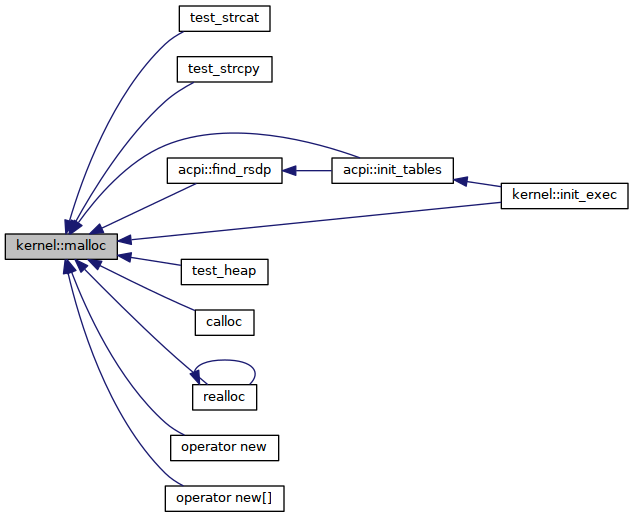 test_strcat
test_strcpy
acpi::find_rsdp
acpi::init_tables
kernel::init_exec
kernel::malloc
test_heap
calloc
realloc
operator new
operator new[]